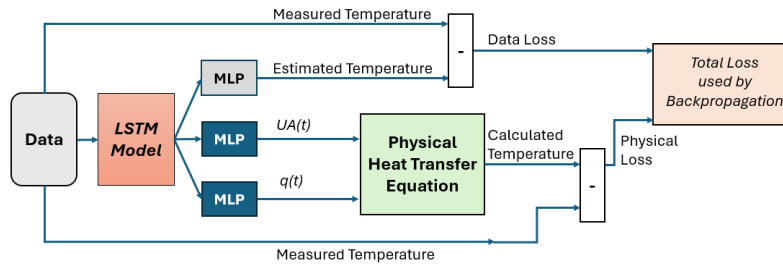 Measured Temperature
-
Data Loss
Total Loss
used by
Backpropagation
MLP
Estimated Temperature
Data
LSTM
Model
MLP
UA(t)
Physical
Heat Transfer
Equation
Calculated
Temperature
Physical
Loss
-
MLP
q(t)
Measured Temperature